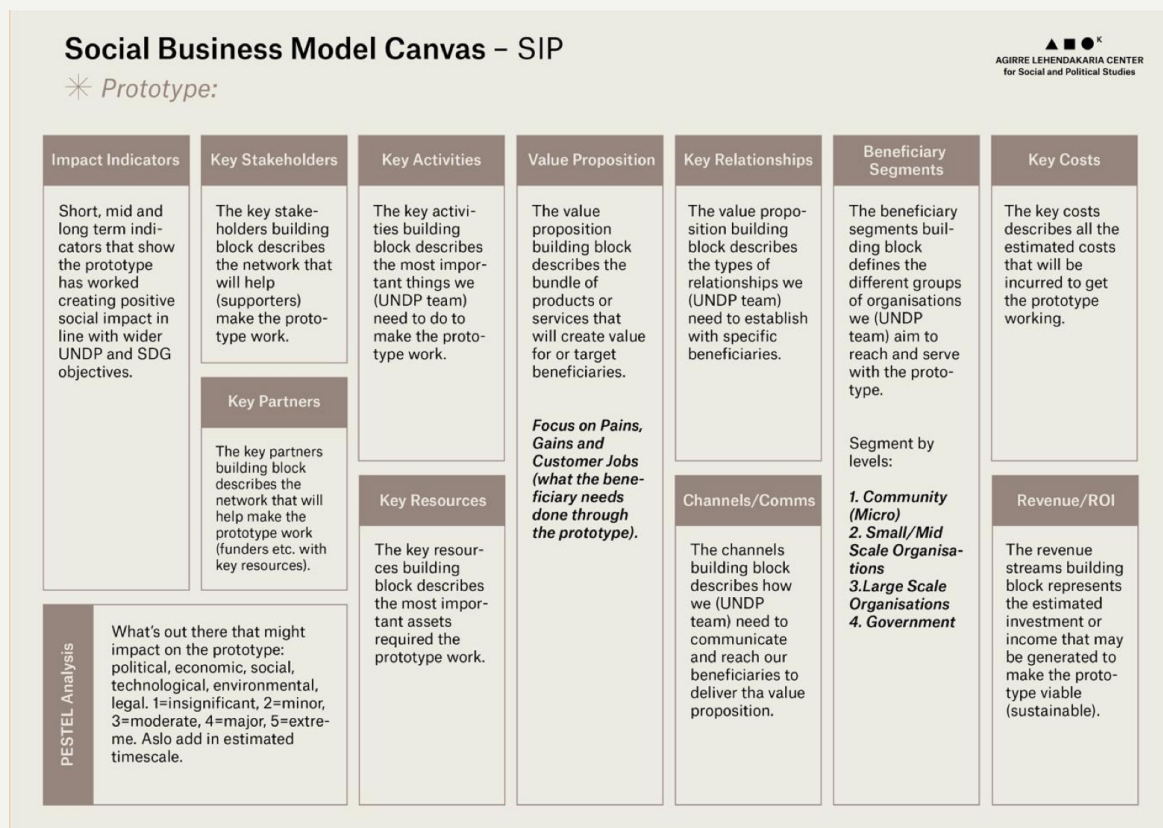 Social Business Model Canvas – SIP
Prototype:
K
AGIRRE LEHENDAKARIA CENTER
for Social and Political Studies
Impact Indicators
Short, mid and
long term indi-
cators that show
the prototype
has worked
creating positive
social impact in
line with wider
UNDP and SDG
objectives.
Key Stakeholders
The key stake-
holders building
block describes
the network that
will help
(supporters)
make the proto-
type work.
Key Partners
The key partners
building block
describes the
network that will
help make the
prototype work
(funders etc. with
key resources).
PESTEL Analysis
What's out there that might
impact on the prototype:
political, economic, social,
technological, environmental,
legal. 1=insignificant, 2=minor,
3=moderate, 4=major, 5=extre-
me. Aslo add in estimated
timescale.
Key Activities
The key activi-
ties building
block describes
the most impor-
tant things we
(UNDP team)
need to do to
make the proto-
type work.
Key Resources
The key resour-
ces building
block describes
the most impor-
tant assets
required the
prototype work.
Value Proposition
The value
proposition
building block
describes the
bundle of
products or
services that
will create value
for or target
beneficiaries.
Focus on Pains,
Gains and
Customer Jobs
(what the bene-
ficiary needs
done through
the prototype).
Key Relationships
The value propo-
sition building
block describes
the types of
relationships we
(UNDP team)
need to establish
with specific
beneficiaries.
Channels/Comms
The channels
building block
describes how
we (UNDP
team) need to
communicate
and reach our
beneficiaries to
deliver tha value
proposition.
Beneficiary
Segments
The beneficiary
segments buil-
ding block
defines the
different groups
of organisations
we (UNDP
team) aim to
reach and serve
with the proto-
type.
Segment by
levels:
1. Community
(Micro)
2. Small/Mid
Scale Organisa-
tions
3.Large Scale
Organisations
4. Government
Key Costs
The key costs
describes all the
estimated costs
that will be
incurred to get
the prototype
working.
Revenue/ROI
The revenue
streams building
block represents
the estimated
investment or
income that may
be generated to
make the proto-
type viable
(sustainable).